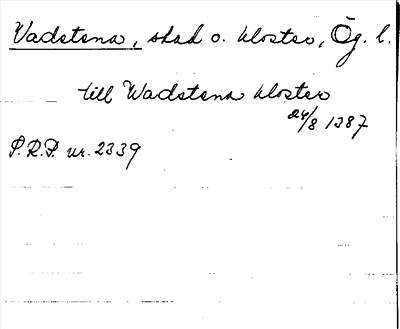 Vadstena, stad o. kloster, Ög. l.
till Wadstena kloster
24/8 1387
S.R.P. nr. 2339